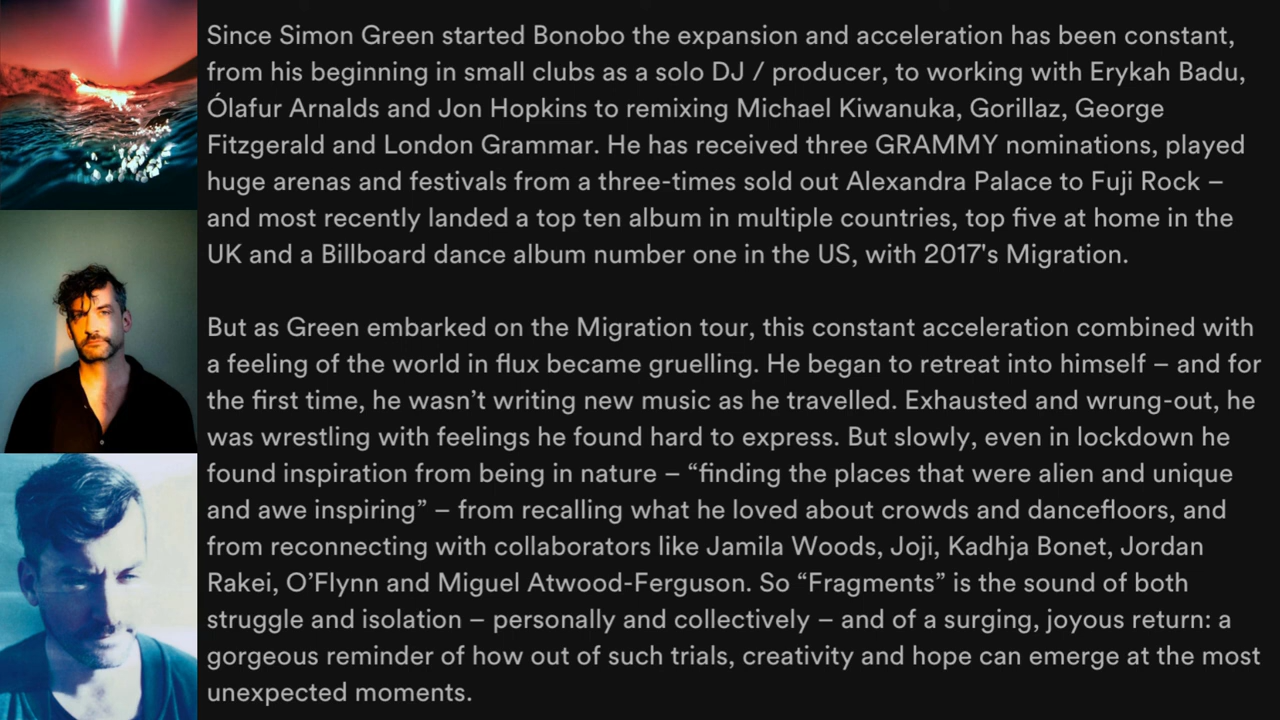 Since Simon Green started Bonobo the expansion and acceleration has been constant,
from his beginning in small clubs as a solo DJ / producer, to working with Erykah Badu,
Ólafur Arnalds and Jon Hopkins to remixing Michael Kiwanuka, Gorillaz, George
Fitzgerald and London Grammar. He has received three GRAMMY nominations, played
huge arenas and festivals from a three-times sold out Alexandra Palace to Fuji Rock –
and most recently landed a top ten album in multiple countries, top five at home in the
UK and a Billboard dance album number one in the US, with 2017's Migration.
But as Green embarked on the Migration tour, this constant acceleration combined with
a feeling of the world in flux became gruelling. He began to retreat into himself – and for
the first time, he wasn’t writing new music as he travelled. Exhausted and wrung-out, he
was wrestling with feelings he found hard to express. But slowly, even in lockdown he
found inspiration from being in nature – “finding the places that were alien and unique
and awe inspiring” – from recalling what he loved about crowds and dancefloors, and
from reconnecting with collaborators like Jamila Woods, Joji, Kadhja Bonet, Jordan
Rakei, O’Flynn and Miguel Atwood-Ferguson. So “Fragments” is the sound of both
struggle and isolation – personally and collectively – and of a surging, joyous return: a
gorgeous reminder of how out of such trials, creativity and hope can emerge at the most
unexpected moments.